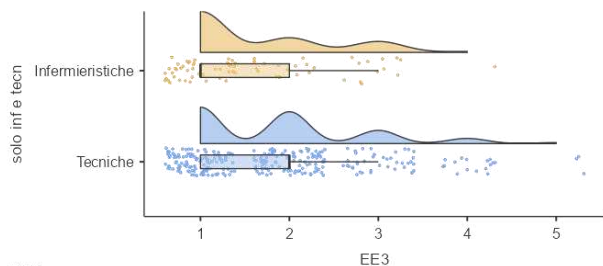 solo inf e tecn
Infermieristiche
Tecniche
1 2 3 4 5
EE3